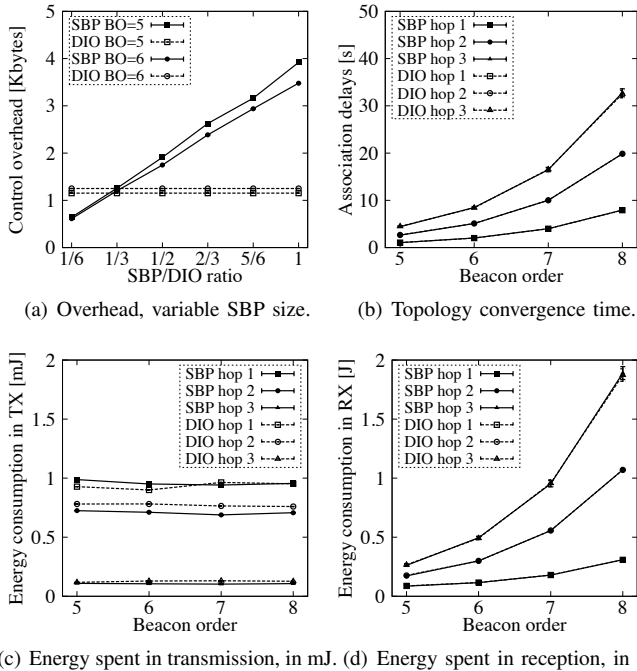 Control overhead [Kbytes]
4
3
2
1
0
SBP BO=5
DIO BO=5
SBP BO=6
DIO BO=6
1/6 1/3 1/2 2/3 5/6 1
SBP/DIO ratio
(a) Overhead, variable SBP size.
Association delays [s]
50
40
30
20
10
0
SBP hop 1
SBP hop 2
SBP hop 3
DIO hop 1
DIO hop 2
DIO hop 3
5 6 7 8
Beacon order
(b) Topology convergence time.
Energy consumption in TX [mJ]
2
1.5
1
0.5
0
SBP hop 1
SBP hop 2
SBP hop 3
DIO hop 1
DIO hop 2
DIO hop 3
5 6 7 8
Beacon order
(c) Energy spent in transmission, in mJ.
Energy consumption in RX [J]
2
1.5
1
0.5
0
SBP hop 1
SBP hop 2
SBP hop 3
DIO hop 1
DIO hop 2
DIO hop 3
5 6 7 8
Beacon order
(d) Energy spent in reception, in